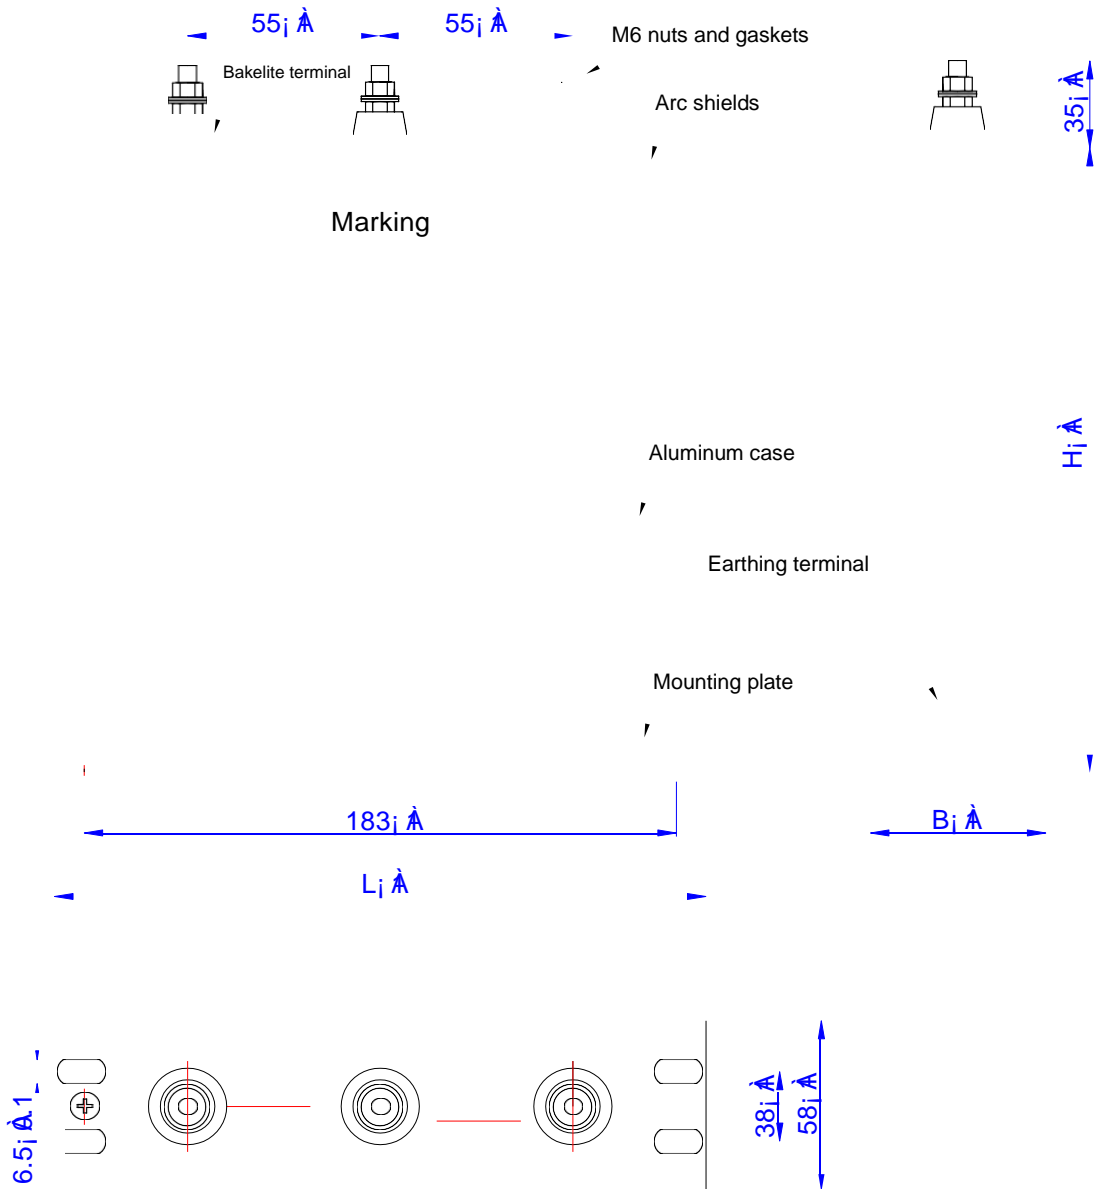 55¡À
55¡À
M6 nuts and gaskets
Bakelite terminal
Arc shields
35¡À
Marking
H¡À
Aluminum case
Earthing terminal
Mounting plate
183¡À
B¡À
L¡À
6.5¡À0.1
38¡À
58¡À